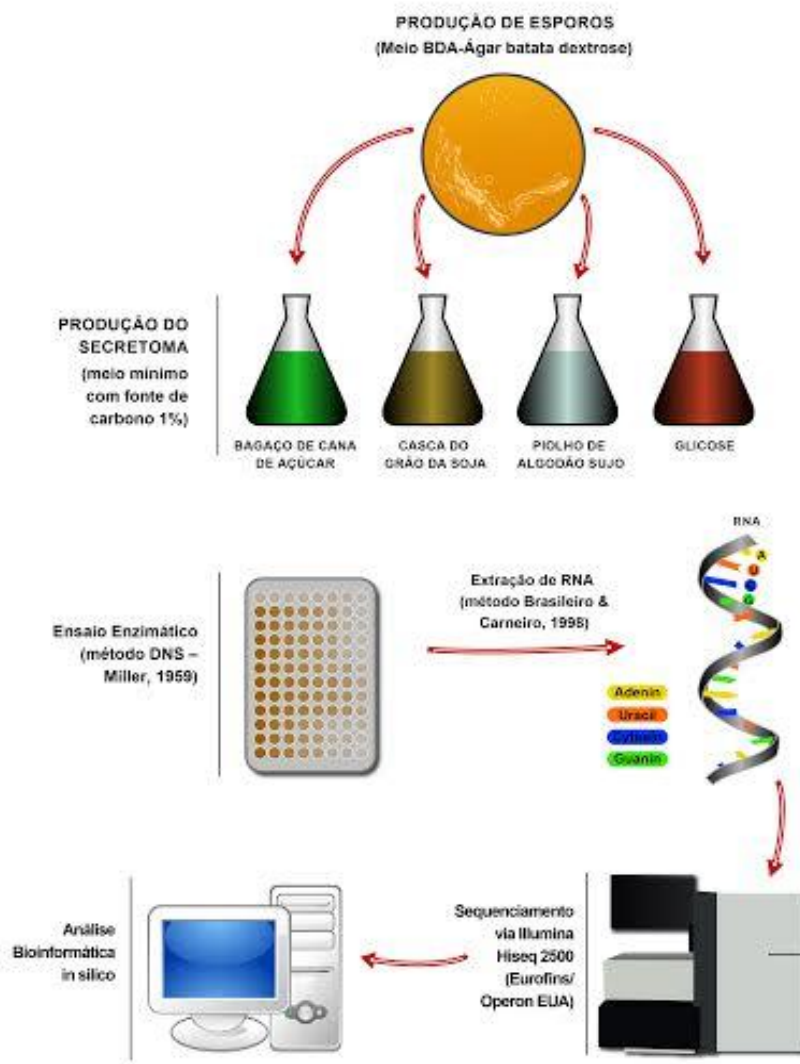 PRODUÇÃO DE ESPOROS
(Meio BDA-Ágar batata dextrose)
PRODUÇÃO DO
SECRETOMA
(meio mínimo
com fonte de
carbono 1%)
BAGAÇO DE CANA
DE AÇÚCAR
CASCA DO
GRÃO DA SOJA
PIOLHO DE
ALGODÃO SUJO
GLICOSE
Ensaio Enzimático
(método DNS –
Miller, 1959)
Extração de RNA
(método Brasileiro &
Carneiro, 1998)
RNA
A
U
C
G
Adenin
Uracil
Cytosin
Guanin
Sequenciamento
via Illumina
Hiseq 2500
(Eurofins/
Operon EUA)
Análise
Bioinformática
in silico